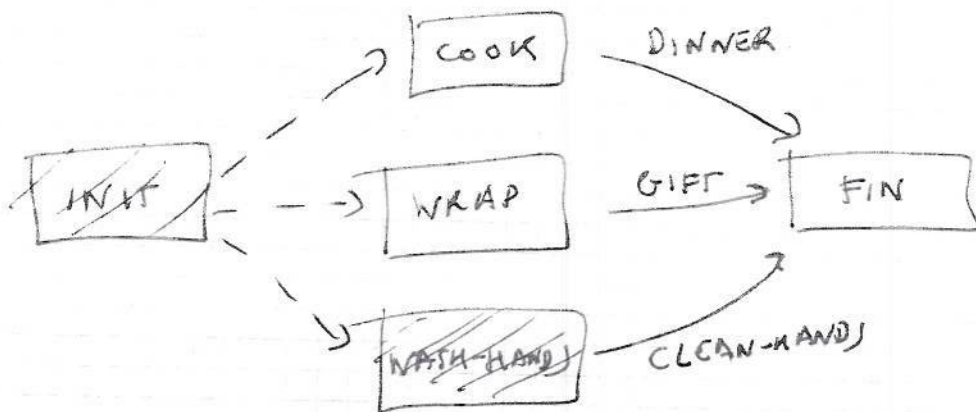 COOK
DINNER
INIT
WRAP
GIFT
FIN
WASH-HANDS
CLEAN-HANDS